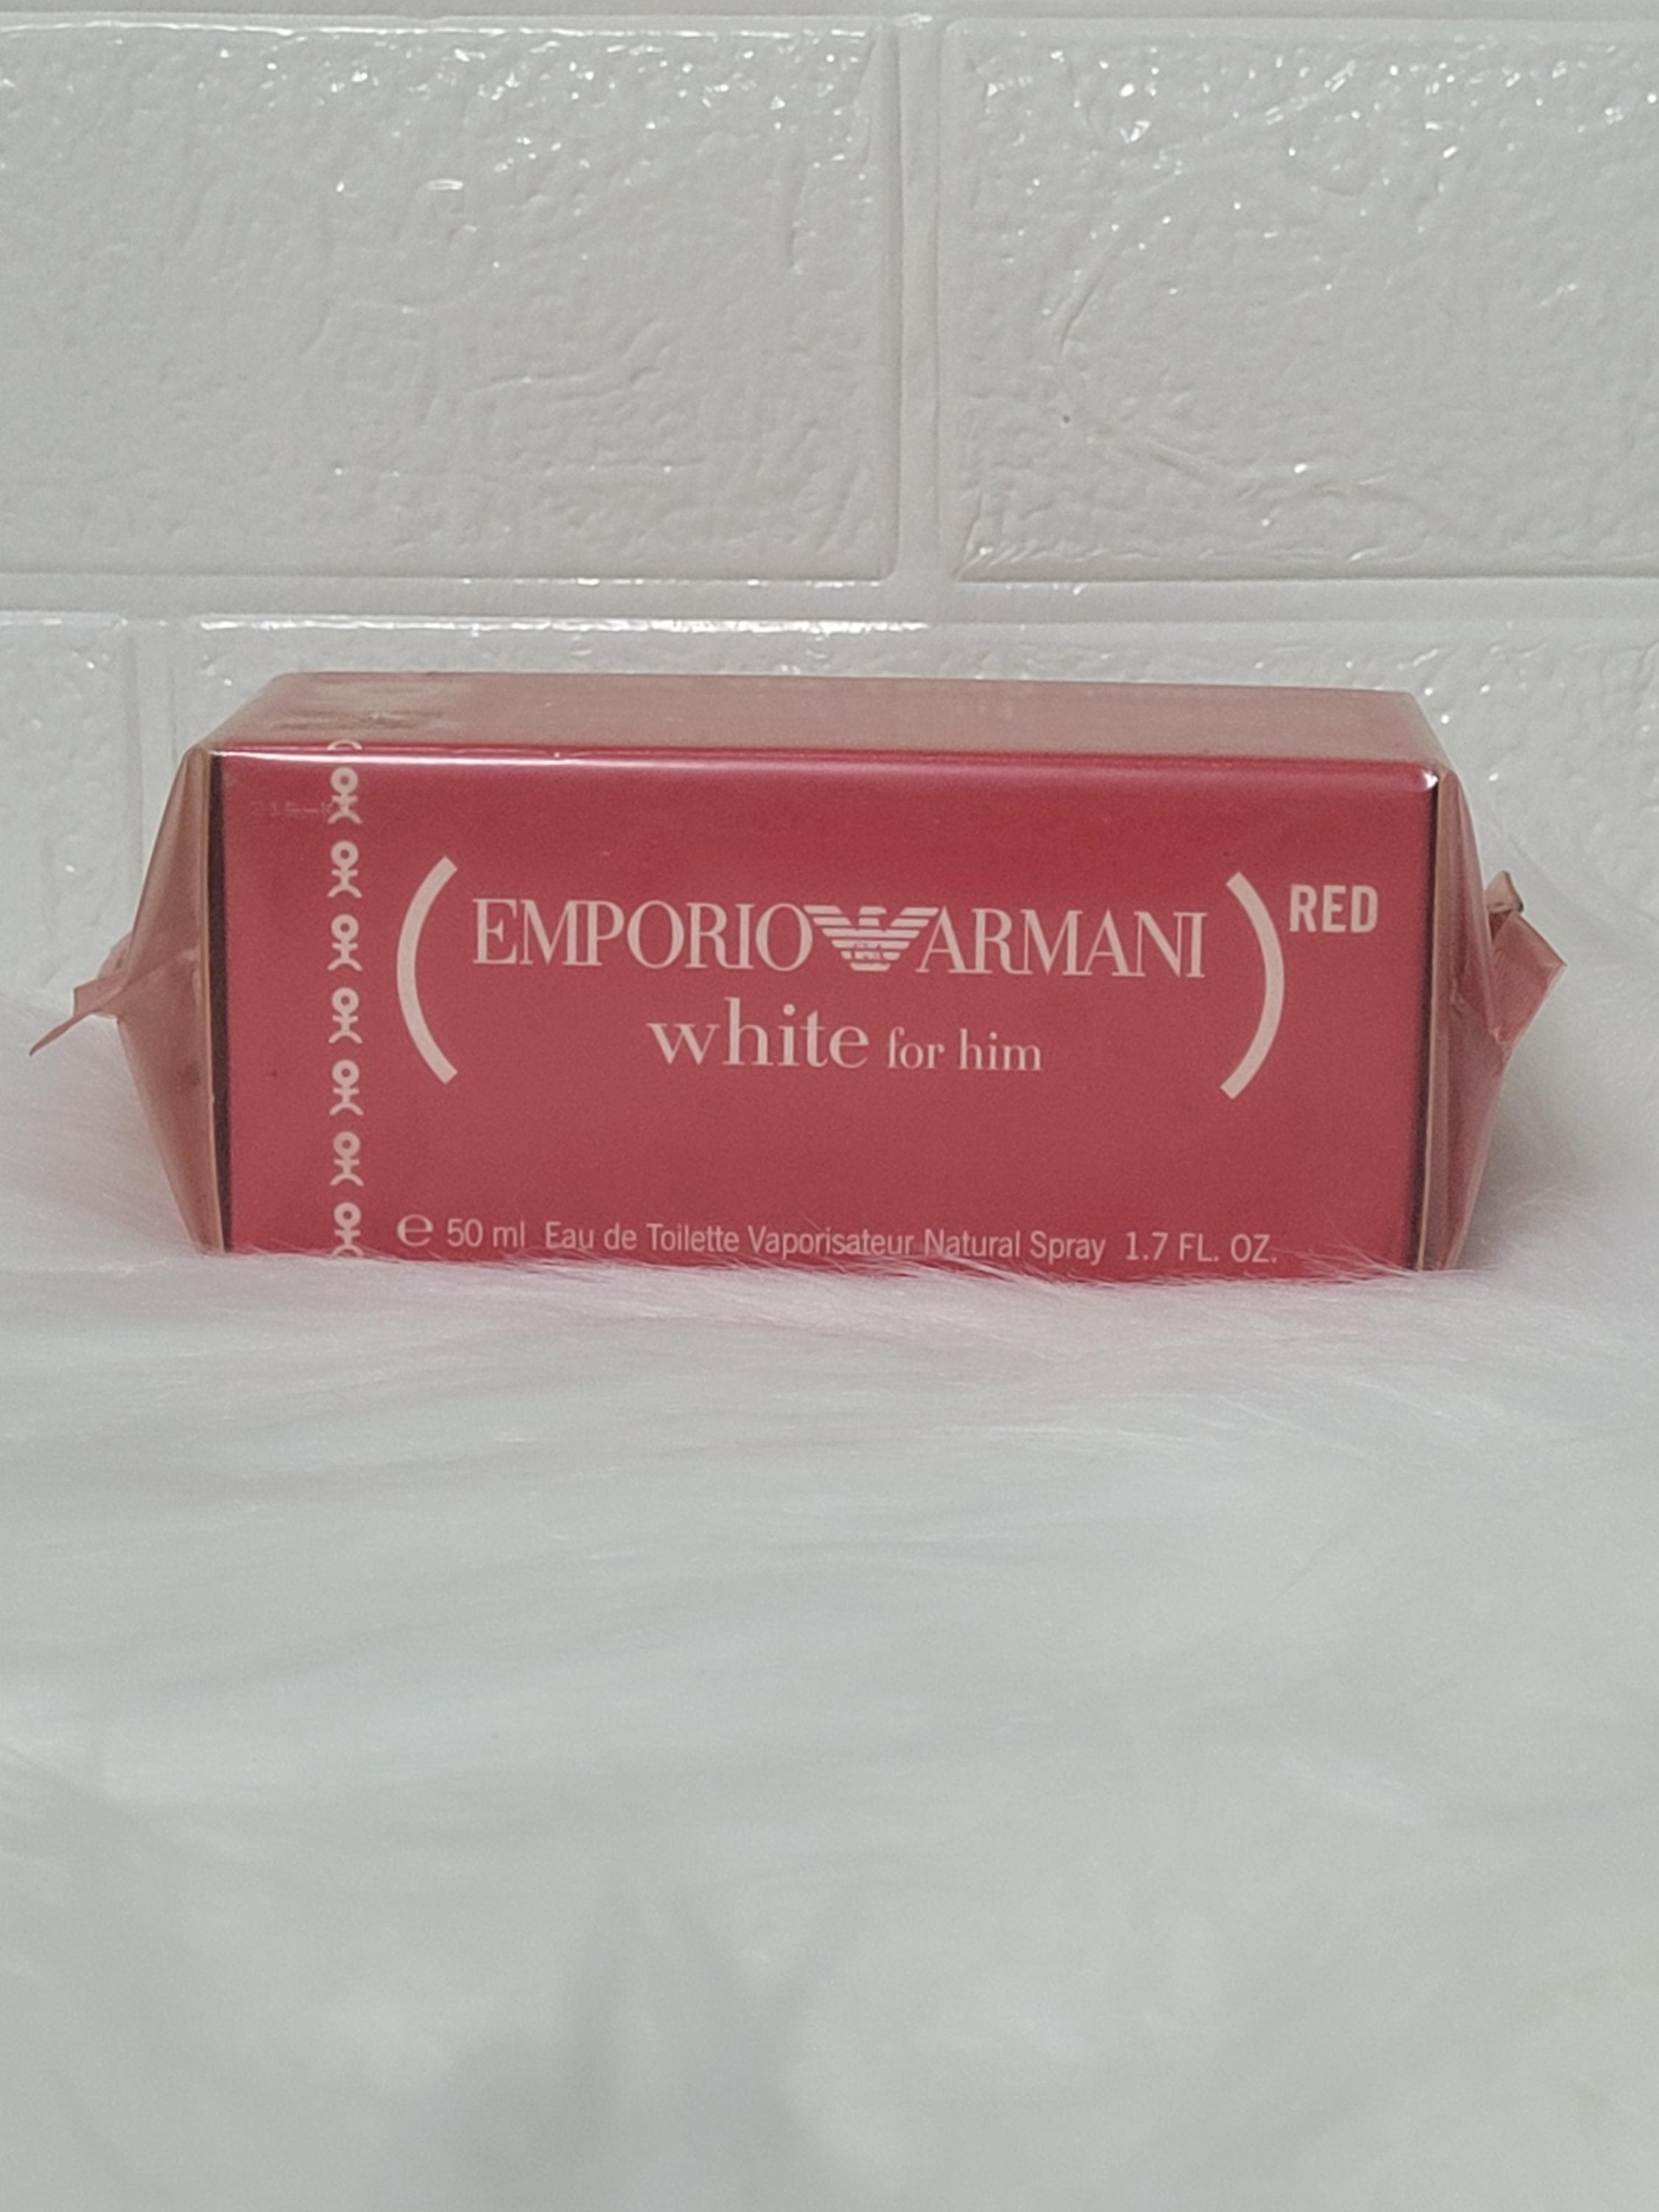 EMPORIO ARMANI
RED
white for him
e 50 ml Eau de Toilette Vaporisateur Natural Spray 1.7 FL. OZ.